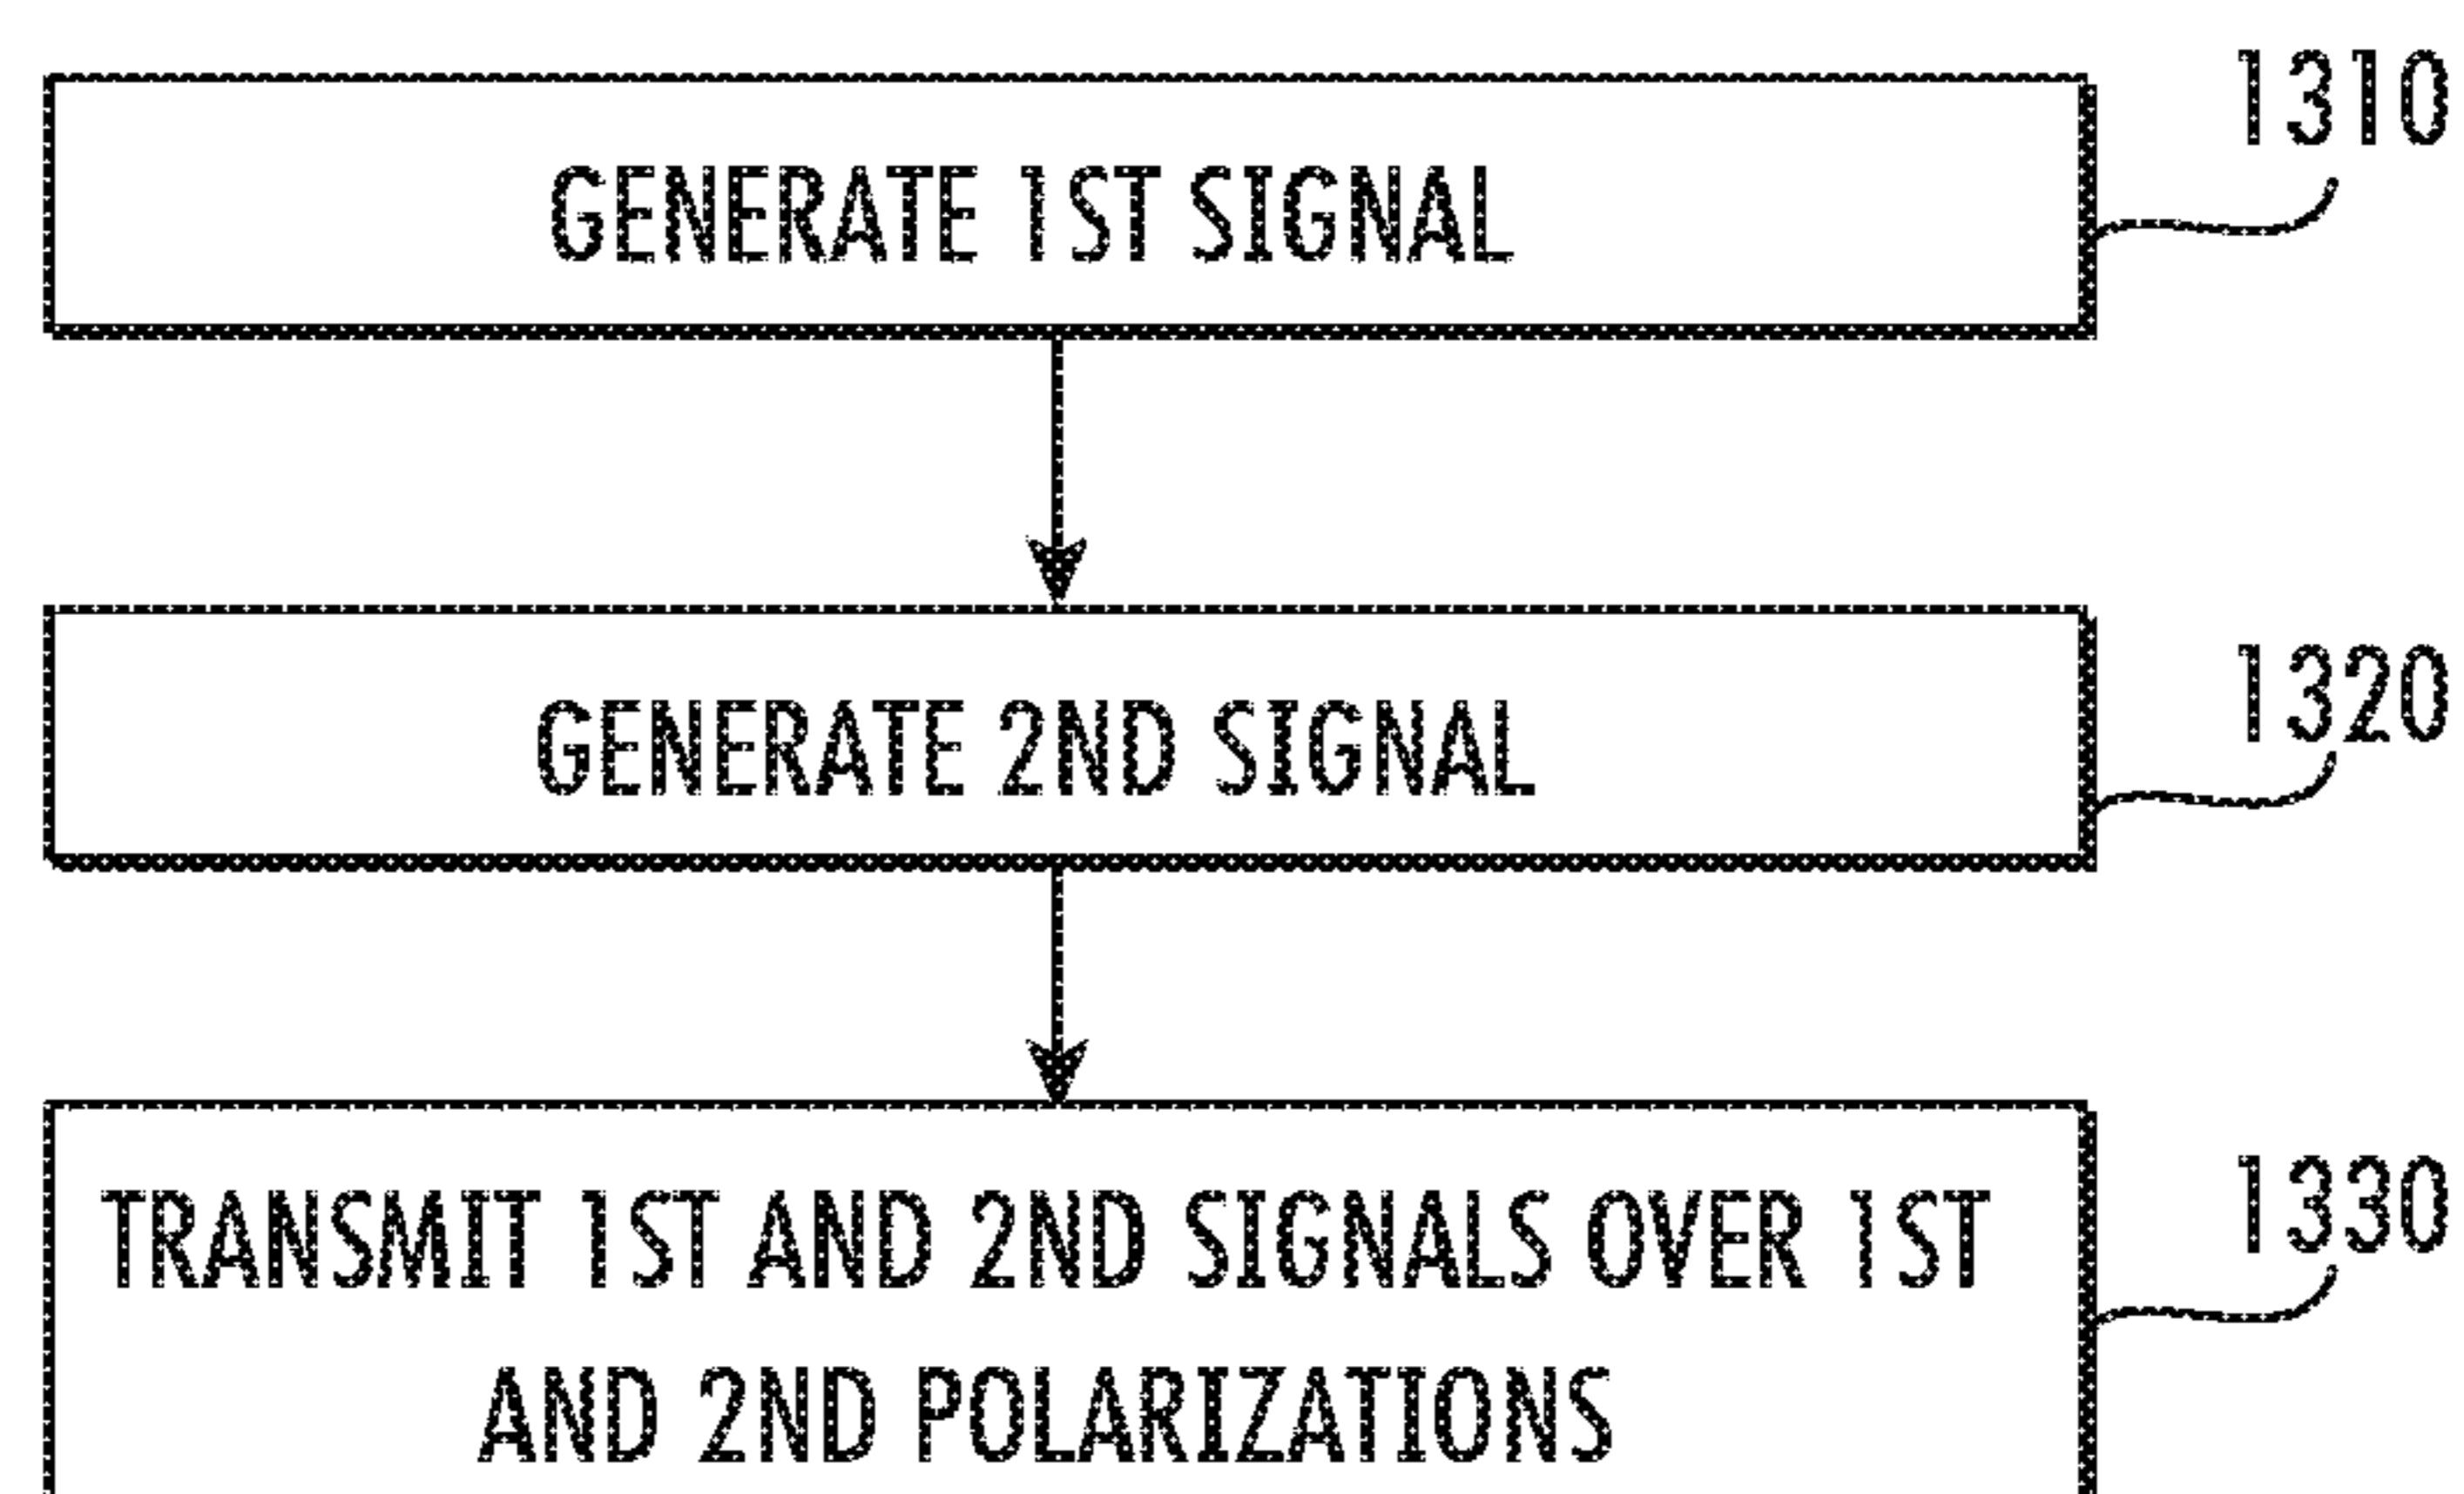 1310
GENERATE 1ST SIGNAL
1320
GENERATE 2ND SIGNAL
1330
TRANSMIT 1ST AND 2ND SIGNALS OVER 1ST
AND 2ND POLARIZATIONS